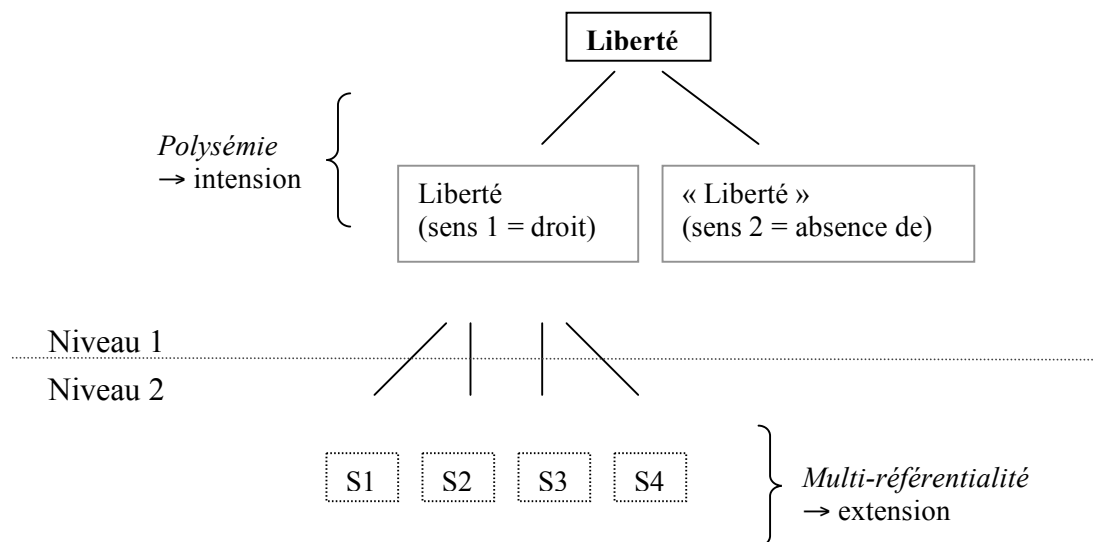 Liberté
Polysémie
→ intension
Liberté
(sens 1 = droit)
« Liberté »
(sens 2 = absence de)
Niveau 1
Niveau 2
S1
S2
S3
S4
Multi-référentialité
→ extension